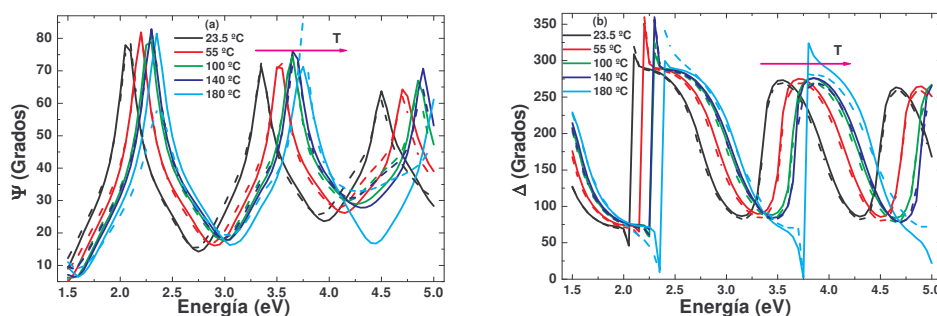 (a)
23.5 ºC
55 ºC
100 ºC
140 ºC
180 ºC
T
Ψ (Grados)
80
70
60
50
40
30
20
10
1.5 2.0 2.5 3.0 3.5 4.0 4.5 5.0
Energía (eV)
(b)
23.5 ºC
55 ºC
100 ºC
140 ºC
180 ºC
T
Δ (Grados)
350
300
250
200
150
100
50
0
1.5 2.0 2.5 3.0 3.5 4.0 4.5 5.0
Energía (eV)